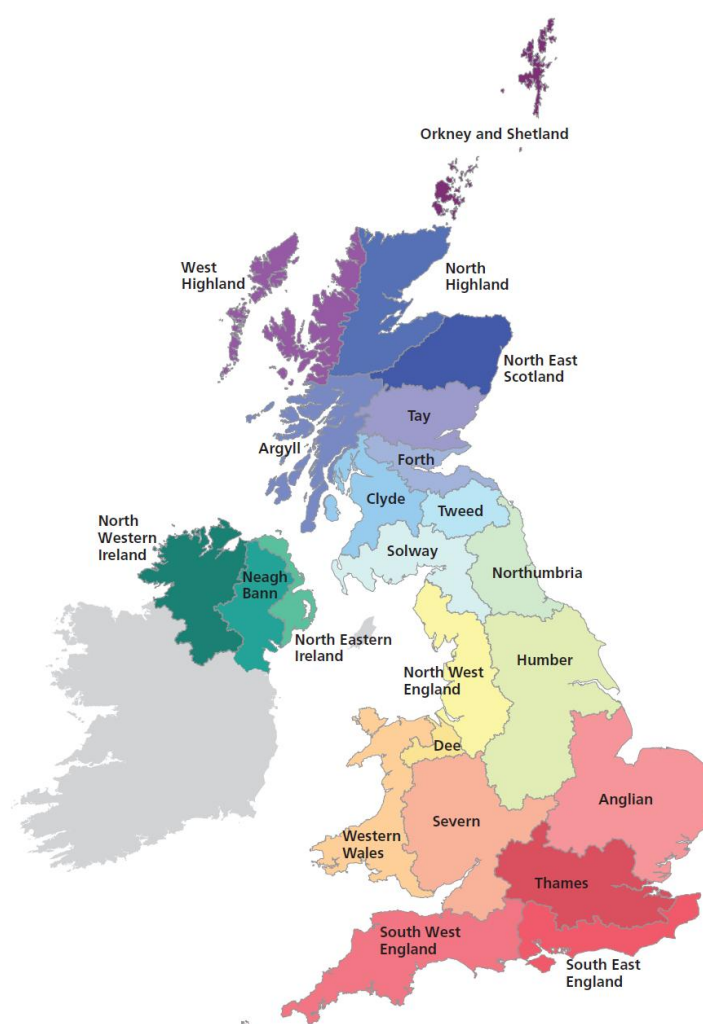 Orkney and Shetland
West
Highland
North
Highland
North East
Scotland
Tay
Argyll
Forth
Clyde
Tweed
North
Western
Ireland
Solway
Neagh
Bann
Northumbria
North Eastern
Ireland
Humber
North West
England
Dee
Anglian
Severn
Western
Wales
Thames
South West
England
South East
England